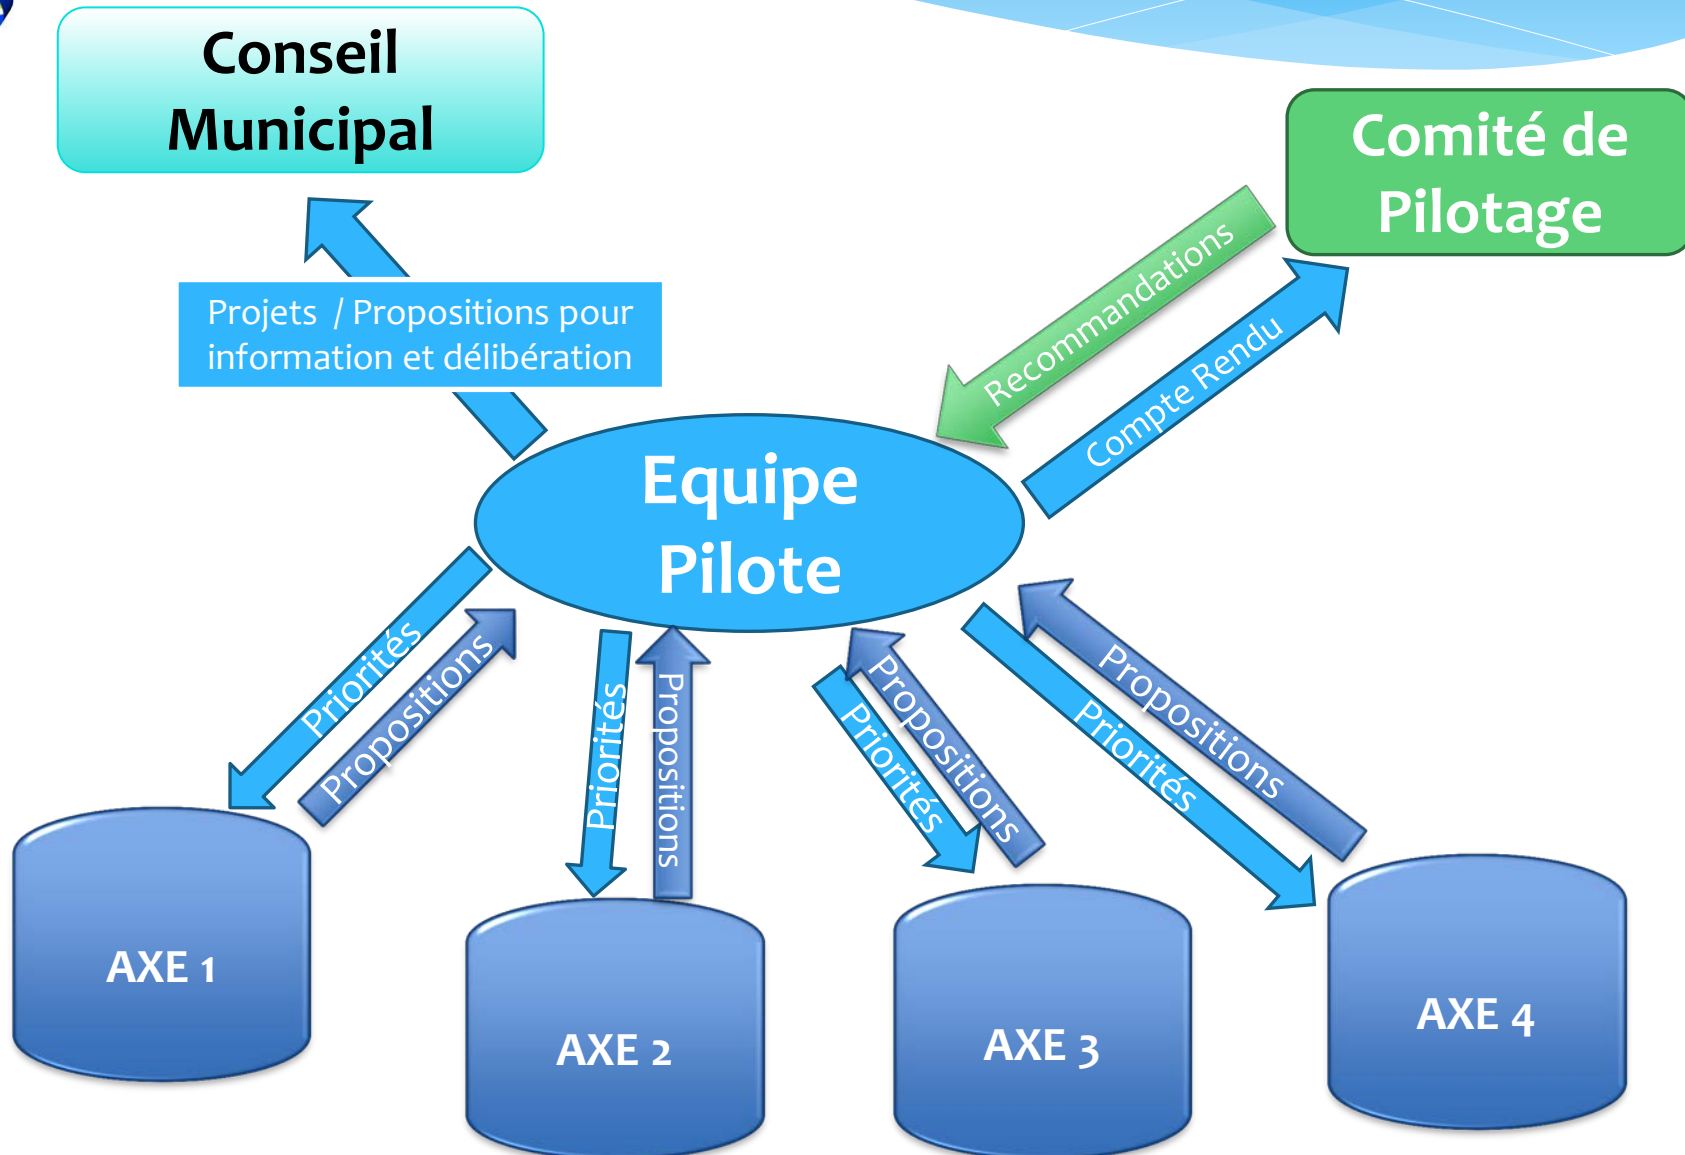 Conseil
Municipal
Comité de
Pilotage
Recommandations
Compte Rendu
Projets / Propositions pour
information et délibération
Equipe
Pilote
Priorités
Propositions
Priorités
Propositions
Priorités
Propositions
Priorités
Propositions
AXE 1
AXE 2
AXE 3
AXE 4